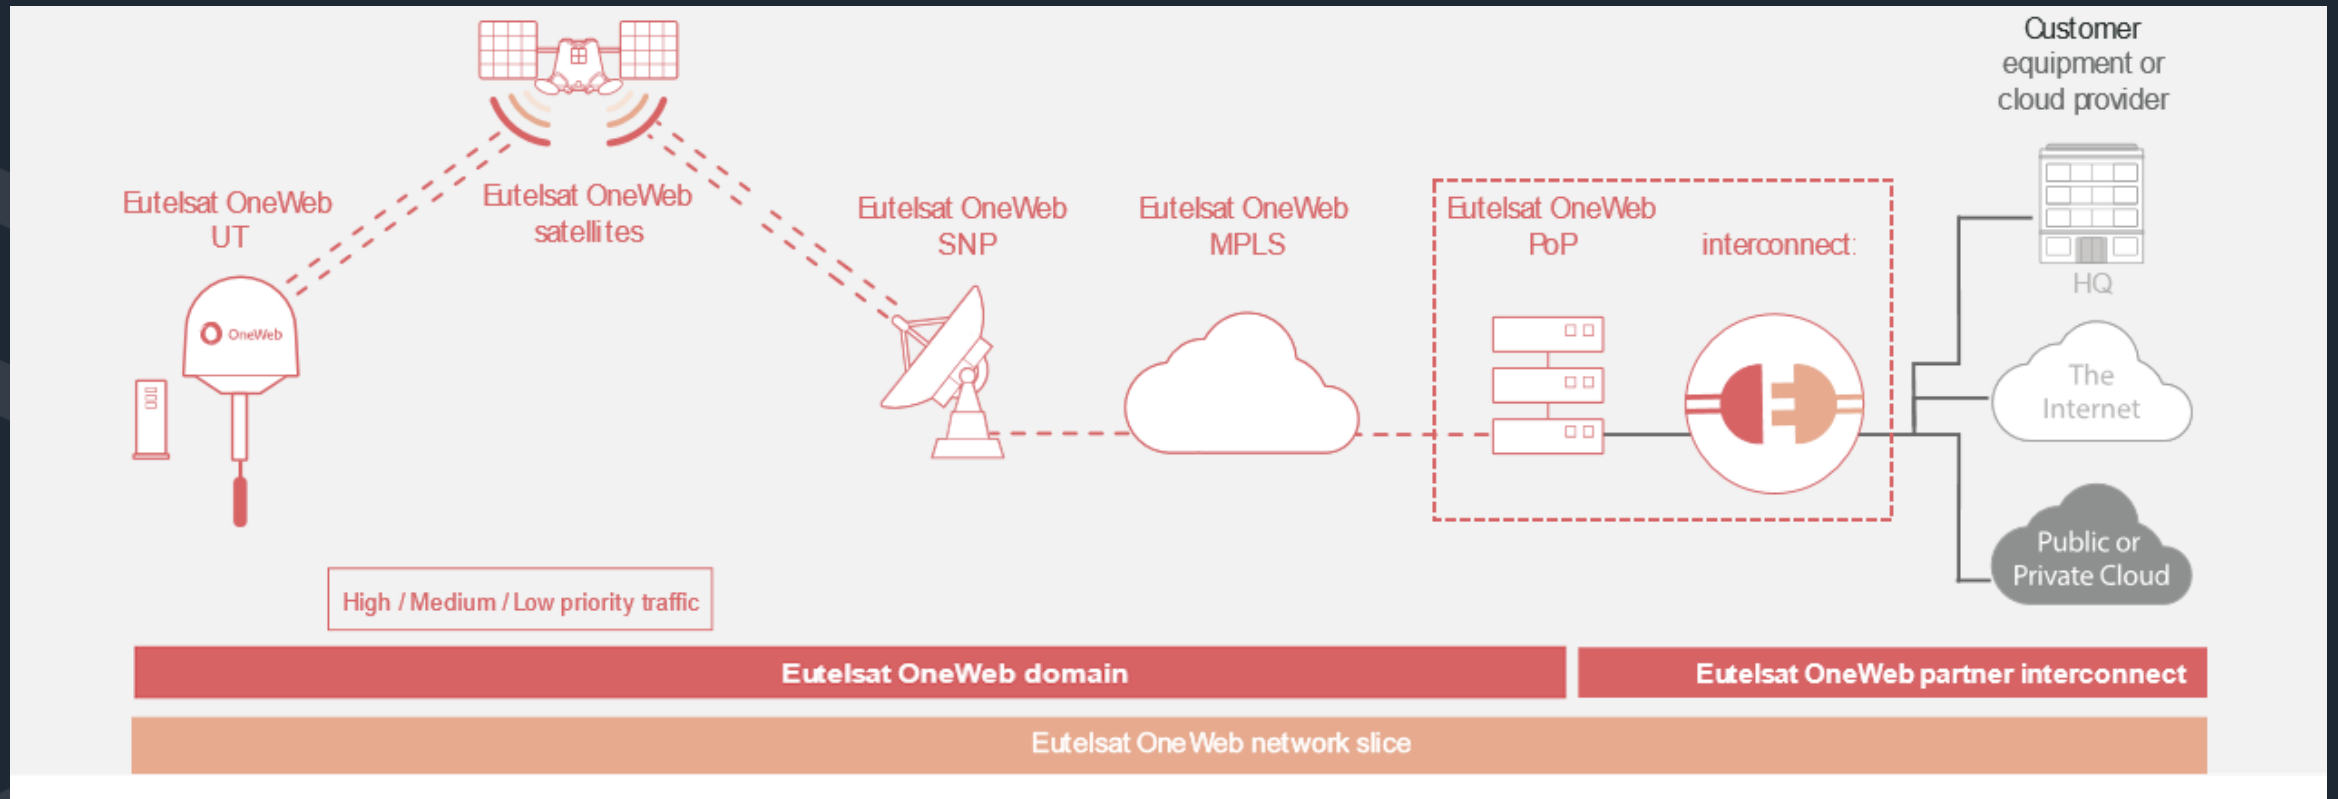 Customer
equipment or
cloud provider
Eutelsat OneWeb
UT
Eutelsat OneWeb
satellites
Eutelsat OneWeb
SNP
Eutelsat OneWeb
MPLS
Eutelsat OneWeb
PoP
interconnect:
OneWeb
HQ
The
Internet
Public or
Private Cloud
High / Medium / Low priority traffic
Eutelsat OneWeb domain
Eutelsat OneWeb partner interconnect
Eutelsat OneWeb network slice